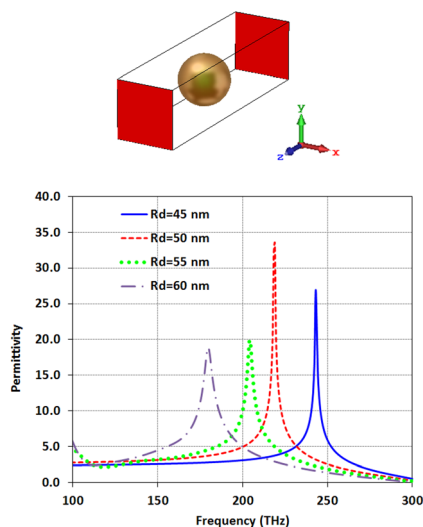 y
x
z
40.0
35.0
30.0
25.0
20.0
15.0
10.0
5.0
0.0
Permittivity
Rd=45 nm
Rd=50 nm
Rd=55 nm
Rd=60 nm
100
150
200
250
300
Frequency (THz)